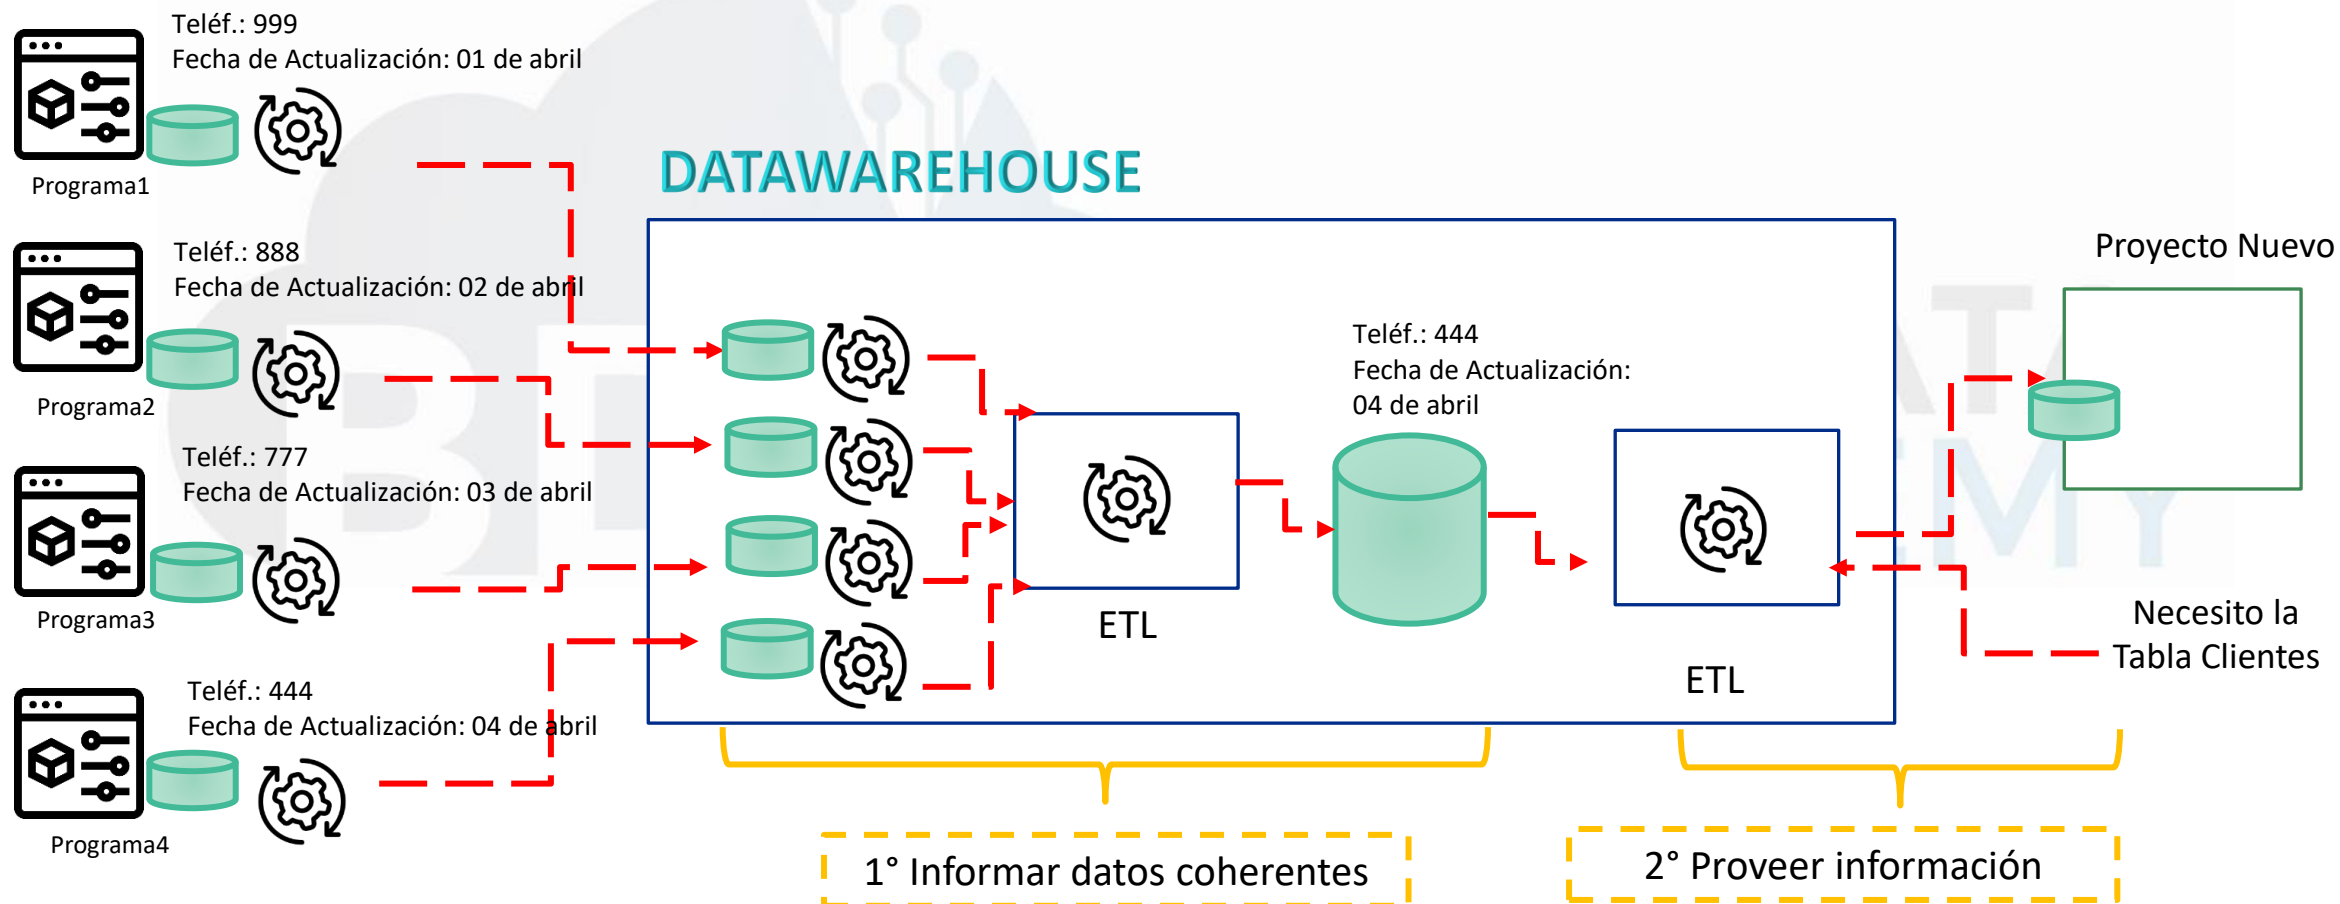 Teléf.: 999
Fecha de Actualización: 01 de abril
Programa1
DATAWAREHOUSE
Teléf.: 888
Fecha de Actualización: 02 de abril
Programa2
Proyecto Nuevo
Teléf.: 444
Fecha de Actualización:
04 de abril
Teléf.: 777
Fecha de Actualización: 03 de abril
Programa3
ETL
ETL
Necesito la
Tabla Clientes
Teléf.: 444
Fecha de Actualización: 04 de abril
Programa4
1° Informar datos coherentes
2° Proveer información